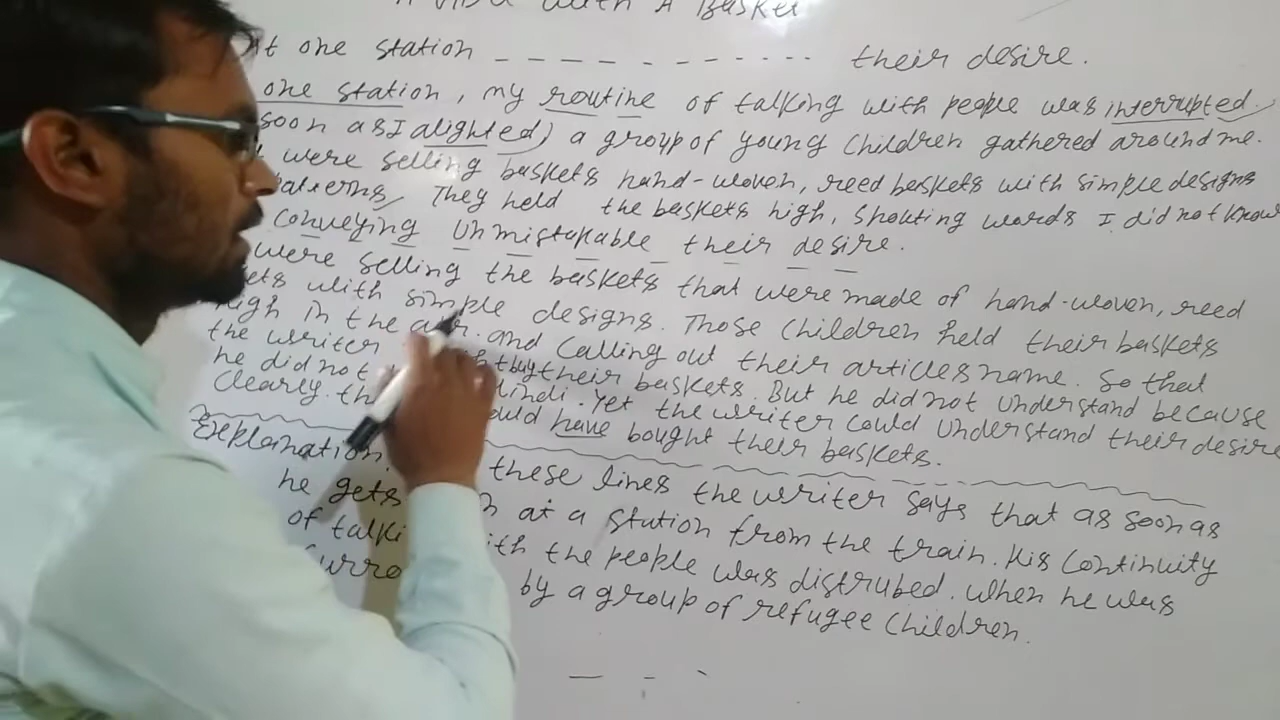 With A Basket
At one station _ _ _ _ _ _ _ _ _ _ ..... their desire.
one station, my routine of talking with people was interrupted,
soon as I alighted, a group of young children gathered around me.
were selling baskets hand-woven, reed baskets with simple designs
They held the baskets high, shouting words I did not know
conveying unmistakable their desire.
were selling the baskets that were made of hand-woven, reed
with simple designs. Those children held their baskets
high in the air. and calling out their articles name. So that
the writer buy their baskets. But he did not understand because
he did not Hindi. Yet the writer could understand their desire
clearly. have bought their baskets.
Explanation. these lines the writer says that as soon as
he gets at a station from the train. His continuity
of with the people was distrubed. When he was
by a group of refugee children.